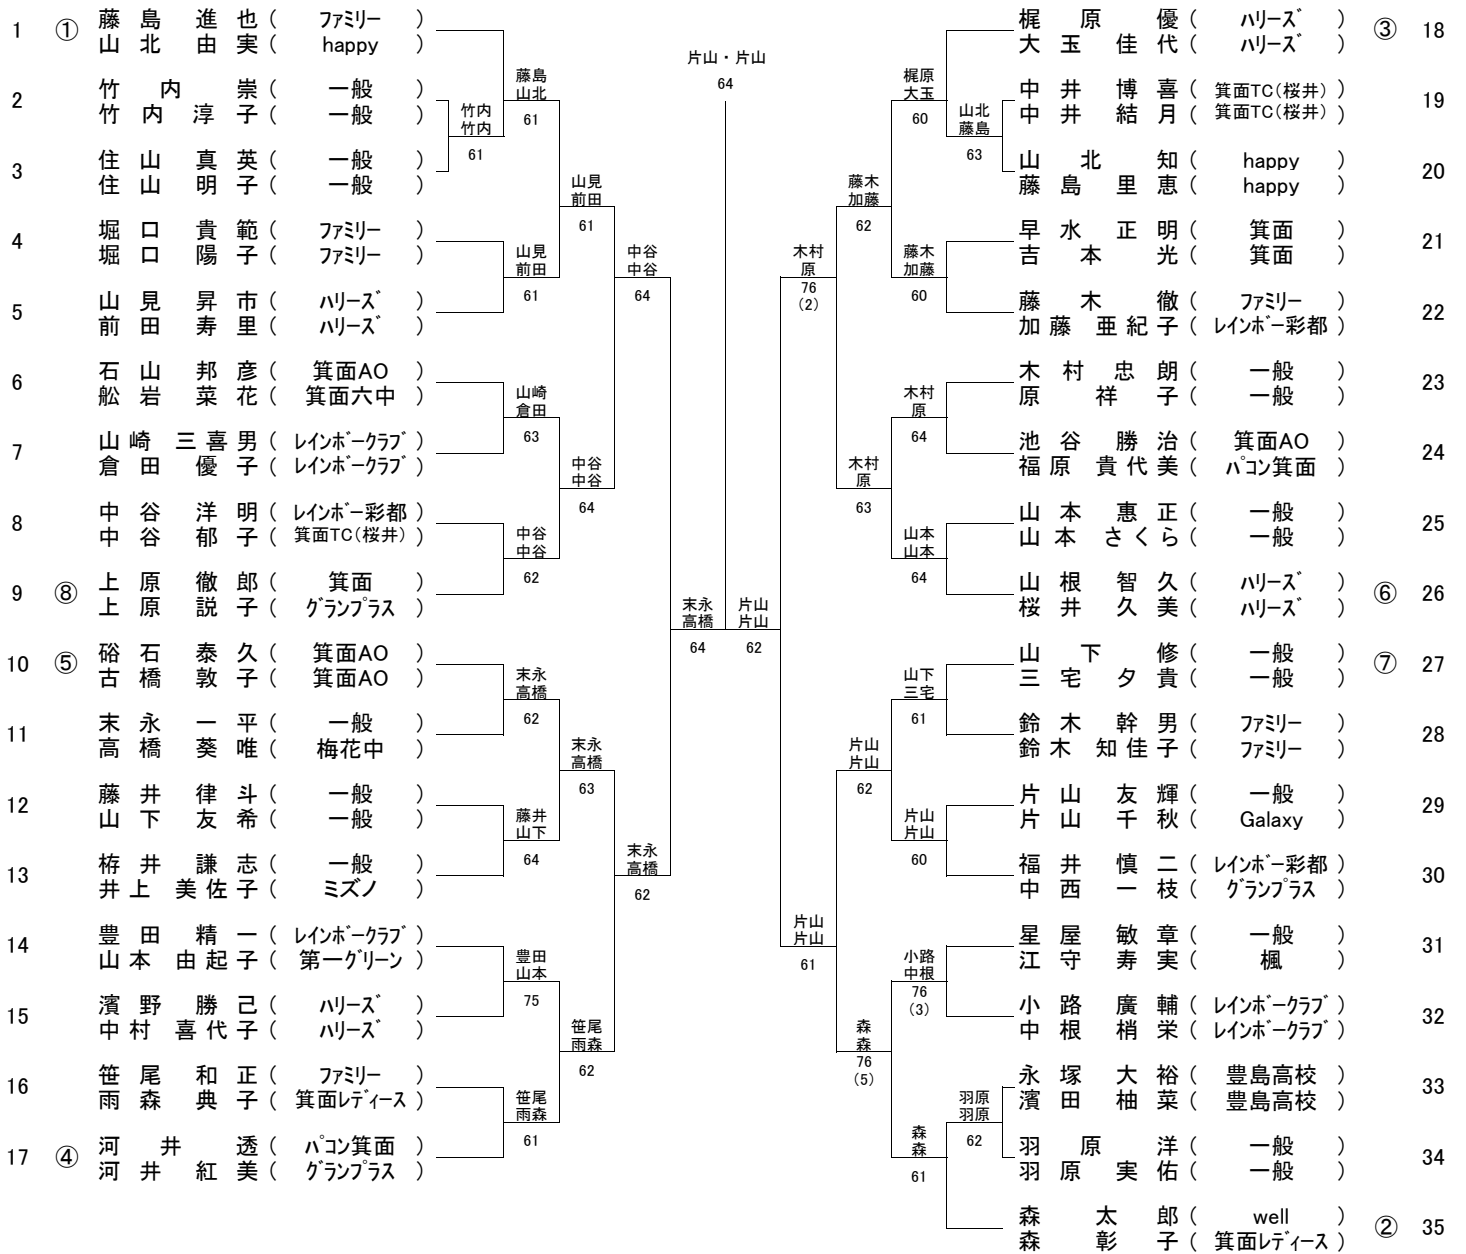 1 ① 藤島 進也 ( ファミリー )
山北 由実 ( happy )
2 竹内 崇 ( 一般 )
竹内 淳子 ( 一般 )
3 住山 真英 ( 一般 )
住山 明子 ( 一般 )
4 堀口 貴範 ( ファミリー )
堀口 陽子 ( ファミリー )
5 山見 昇市 ( ハリーズ )
前田 寿里 ( ハリーズ )
6 石山 邦彦 ( 箕面AO )
舩岩 菜花 ( 箕面六中 )
7 山崎 三喜男 ( レインボークラブ )
倉田 優子 ( レインボークラブ )
8 中谷 洋明 ( レインボー彩都 )
中谷 郁子 ( 箕面TC(桜井) )
9 ⑧ 上原 徹郎 ( 箕面 )
上原 説子 ( グランプラス )
10 ⑤ 硲石 泰久 ( 箕面AO )
古橋 敦子 ( 箕面AO )
11 末永 一平 ( 一般 )
高橋 葵唯 ( 梅花中 )
12 藤井 律斗 ( 一般 )
山下 友希 ( 一般 )
13 栫井 謙志 ( 一般 )
井上 美佐子 ( ミズノ )
14 豊田 精一 ( レインボークラブ )
山本 由起子 ( 第一グリーン )
15 濱野 勝己 ( ハリーズ )
中村 喜代子 ( ハリーズ )
16 笹尾 和正 ( ファミリー )
雨森 典子 ( 箕面レディース )
17 ④ 河井 透 ( パコン箕面 )
河井 紅美 ( グランプラス )
竹内
竹内
61
藤島
山北
61
山見
前田
61
山崎
倉田
63
中谷
中谷
62
末永
高橋
62
藤井
山下
64
豊田
山本
75
笹尾
雨森
61
山見
前田
61
中谷
中谷
64
末永
高橋
63
笹尾
雨森
62
中谷
中谷
64
末永
高橋
62
末永
高橋
64
片山・片山
64
片山
片山
62
木村
原
76
(2)
片山
片山
61
藤木
加藤
62
木村
原
63
片山
片山
62
森
森
76
(5)
梶原
大玉
60
藤木
加藤
60
木村
原
64
山本
山本
64
山下
三宅
61
片山
片山
60
小路
中根
76
(3)
森
森
61
山北
藤島
63
羽原
羽原
62
梶原 優 ( ハリーズ ) ③ 18
大玉 佳代 ( ハリーズ )
中井 博喜 ( 箕面TC(桜井) ) 19
中井 結月 ( 箕面TC(桜井) )
山北 知 ( happy ) 20
藤島 里恵 ( happy )
早水 正明 ( 箕面 ) 21
吉本 光 ( 箕面 )
藤木 徹 ( ファミリー ) 22
加藤 亜紀子 ( レインボー彩都 )
木村 忠朗 ( 一般 ) 23
原 祥子 ( 一般 )
池谷 勝治 ( 箕面AO ) 24
福原 貴代美 ( パコン箕面 )
山本 惠正 ( 一般 ) 25
山本 さくら ( 一般 )
山根 智久 ( ハリーズ ) ⑥ 26
桜井 久美 ( ハリーズ )
山下 修 ( 一般 ) ⑦ 27
三宅 夕貴 ( 一般 )
鈴木 幹男 ( ファミリー ) 28
鈴木 知佳子 ( ファミリー )
片山 友輝 ( 一般 ) 29
片山 千秋 ( Galaxy )
福井 慎二 ( レインボー彩都 ) 30
中西 一枝 ( グランプラス )
星屋 敏章 ( 一般 ) 31
江守 寿実 ( 楓 )
小路 廣輔 ( レインボークラブ ) 32
中根 梢栄 ( レインボークラブ )
永塚 大裕 ( 豊島高校 ) 33
濱田 柚菜 ( 豊島高校 )
羽原 洋 ( 一般 ) 34
羽原 実佑 ( 一般 )
森 太郎 ( well ) ② 35
森 彰子 ( 箕面レディース )